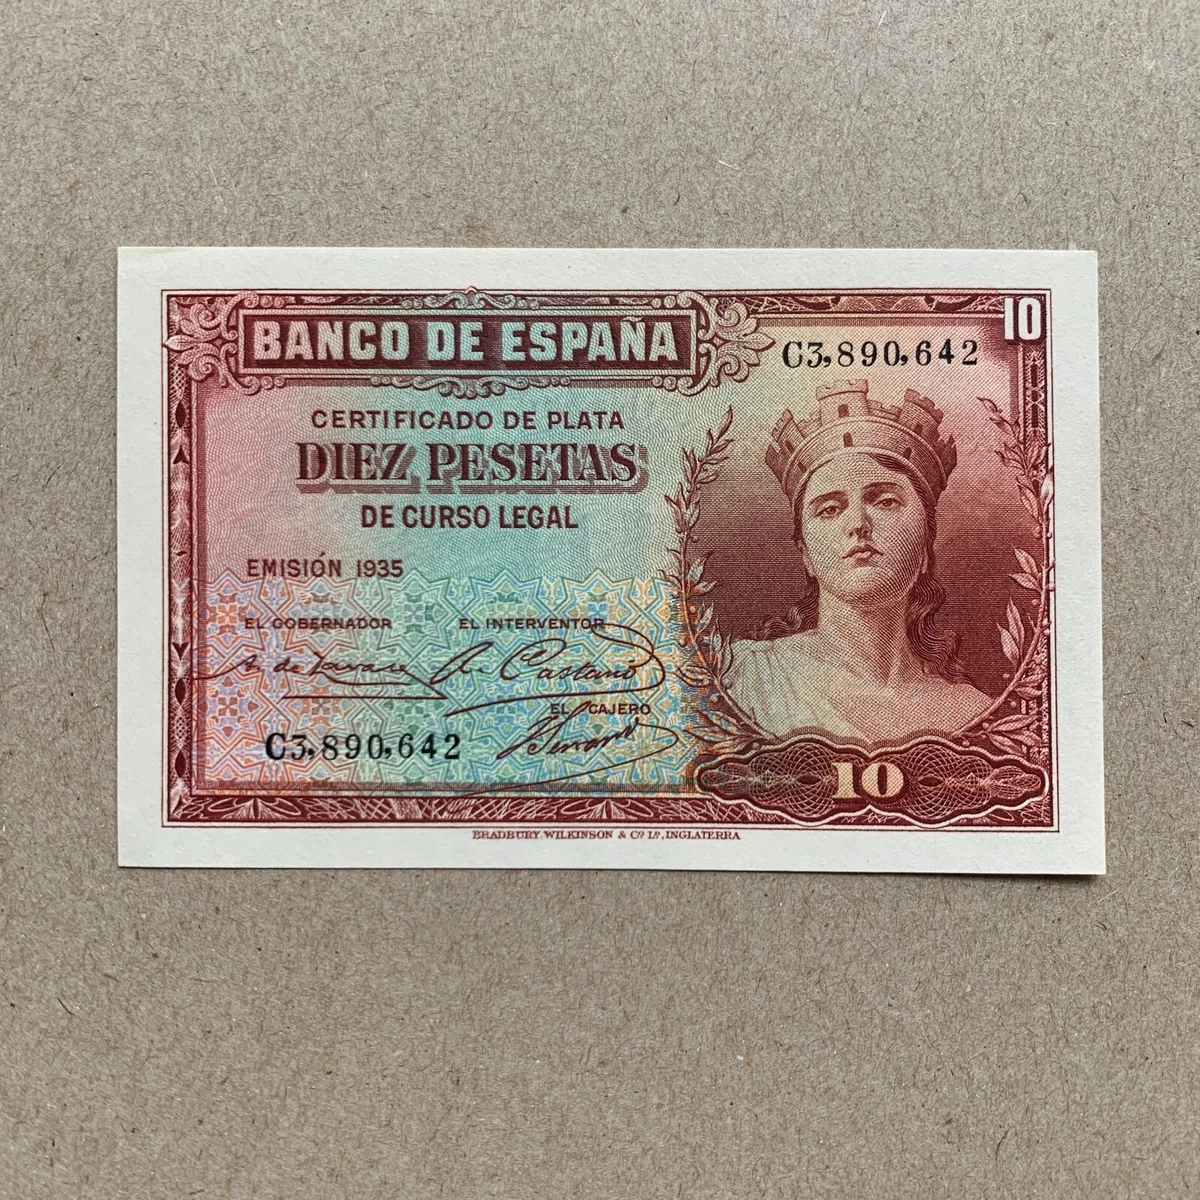 BANCO DE ESPAÑA
10
C3,890,642
CERTIFICADO DE PLATA
DIEZ PESETAS
DE CURSO LEGAL
EMISIÓN 1935
EL GOBERNADOR
EL INTERVENTOR
EL CAJERO
C3,890,642
10
BRADBURY, WILKINSON & Cº Lº, INGLATERRA